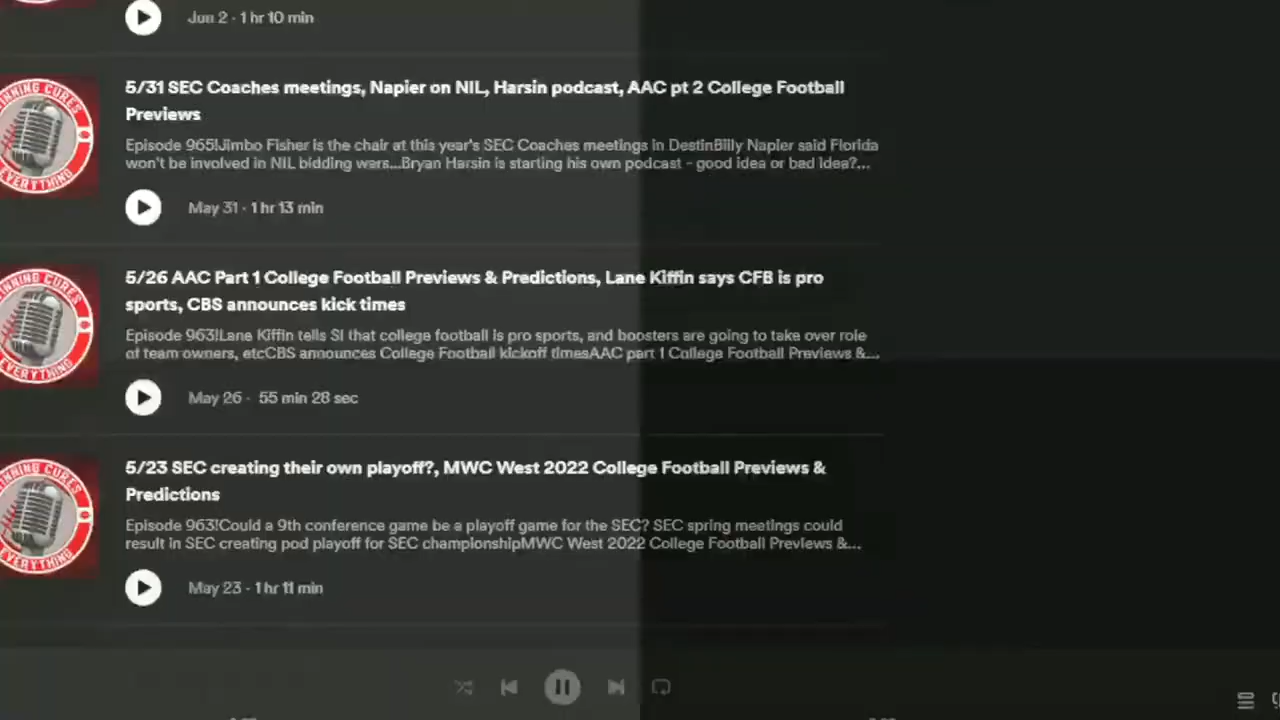 Jun 2 · 1 hr 10 min
5/31 SEC Coaches meetings, Napier on NIL, Harsin podcast, AAC pt 2 College Football
Previews
Episode 965!Jimbo Fisher is the chair at this year's SEC Coaches meetings in DestinBilly Napier said Florida
won't be involved in NIL bidding wars...Bryan Harsin is starting his own podcast - good idea or bad idea?...
NNING CURES
EVERYTHING
May 31 · 1 hr 13 min
5/26 AAC Part 1 College Football Previews & Predictions, Lane Kiffin says CFB is pro
sports, CBS announces kick times
Episode 963!Lane Kiffin tells SI that college football is pro sports, and boosters are going to take over role
of team owners, etcCBS announces College Football kickoff timesAAC part 1 College Football Previews &...
NNING CURES
EVERYTHING
May 26 · 55 min 28 sec
5/23 SEC creating their own playoff?, MWC West 2022 College Football Previews &
Predictions
Episode 963!Could a 9th conference game be a playoff game for the SEC? SEC spring meetings could
result in SEC creating pod playoff for SEC championshipMWC West 2022 College Football Previews &...
NNING CURES
EVERYTHING
May 23 · 1 hr 11 min